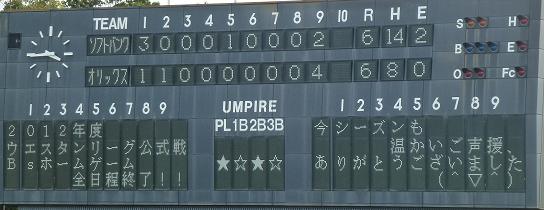 TEAM 1 2 3 4 5 6 7 8 9 10 R H E
ソフトバンク 3 0 0 0 1 0 0 0 2 6 14 2
オリックス 1 1 0 0 0 0 0 0 4 6 8 0
S H
B E
O Fc
1 2 3 4 5 6 7 8 9
2012年度
ウエスタンリーグ公式戦
Bsホームゲーム
全日程終了!!
UMPIRE
PL1B2B3B
★☆★☆
1 2 3 4 5 6 7 8 9
今シーズンも
温かいご声援、
ありがとうございました
(^▽^)